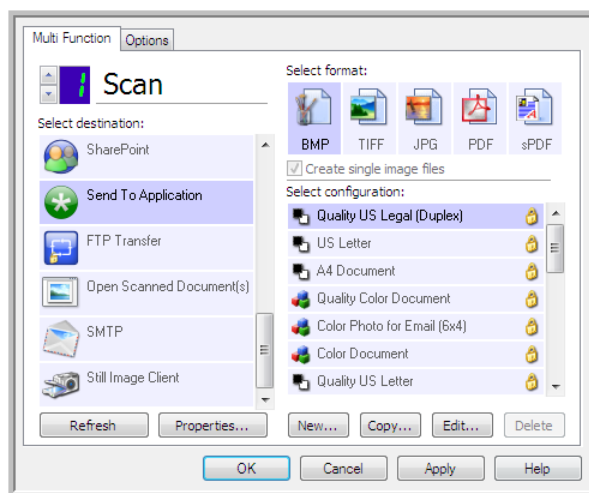 Multi Function
Options
1 Scan
Select destination:
SharePoint
Send To Application
FTP Transfer
Open Scanned Document(s)
SMTP
Still Image Client
Refresh
Properties...
Select format:
BMP
TIFF
JPG
PDF
sPDF
Create single image files
Select configuration:
Quality US Legal (Duplex)
US Letter
A4 Document
Quality Color Document
Color Photo for Email (6x4)
Color Document
Quality US Letter
New...
Copy...
Edit...
Delete
OK
Cancel
Apply
Help